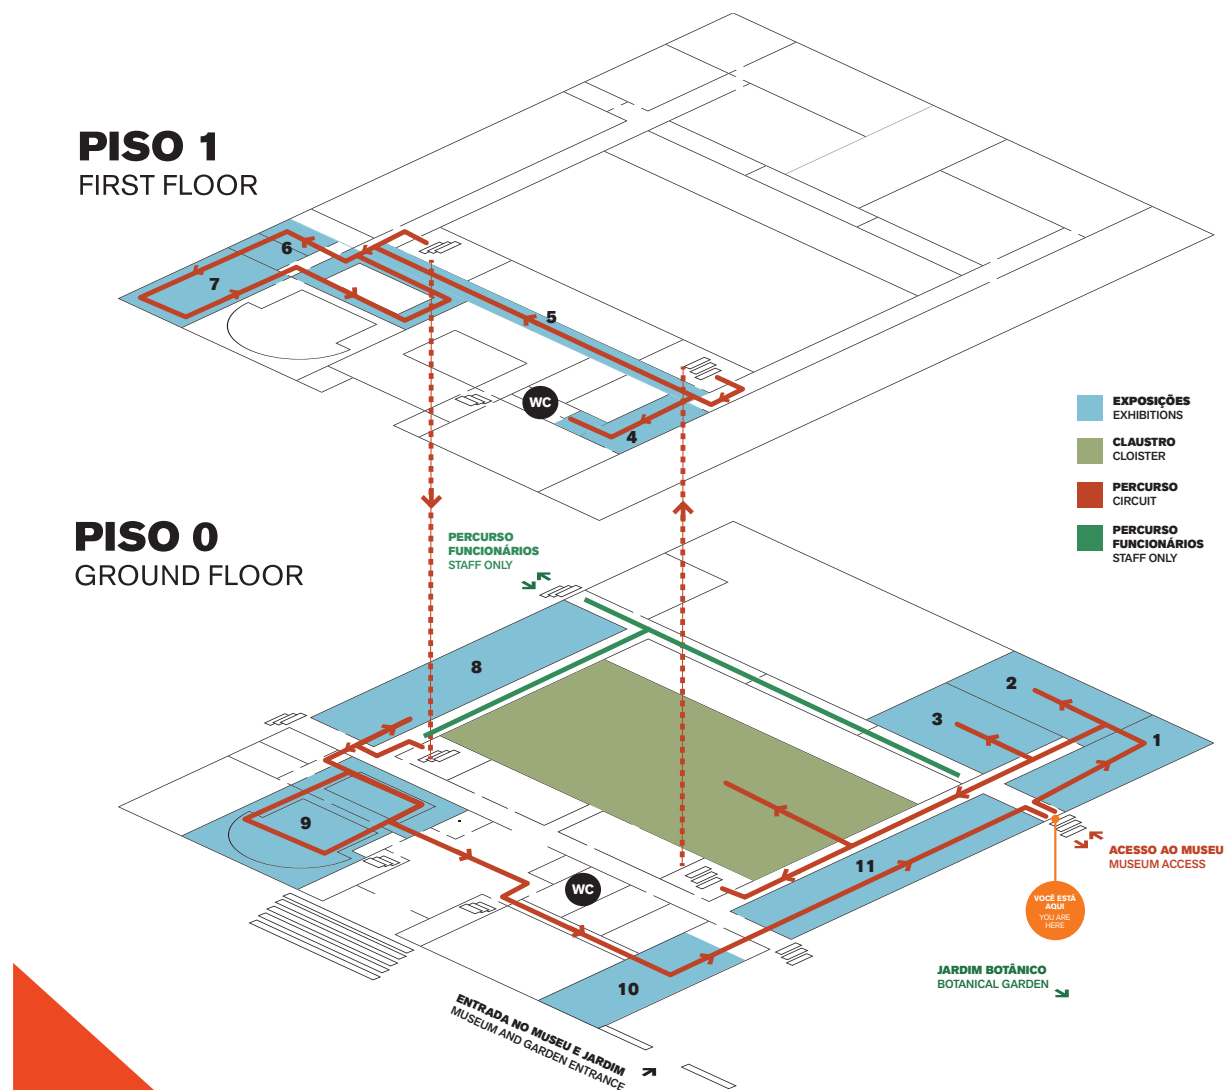 PISO 1
FIRST FLOOR
6
7
5
WC
4
EXPOSIÇÕES
EXHIBITIONS
CLAUSTRO
CLOISTER
PERCURSO
CIRCUIT
PERCURSO
FUNCIONÁRIOS
STAFF ONLY
PISO 0
GROUND FLOOR
PERCURSO
FUNCIONÁRIOS
STAFF ONLY
8
2
3
1
9
11
WC
10
ACESSO AO MUSEU
MUSEUM ACCESS
VOCÊ ESTÁ
AQUI
YOU ARE
HERE
JARDIM BOTÂNICO
BOTANICAL GARDEN
ENTRADA NO MUSEU E JARDIM
MUSEUM AND GARDEN ENTRANCE